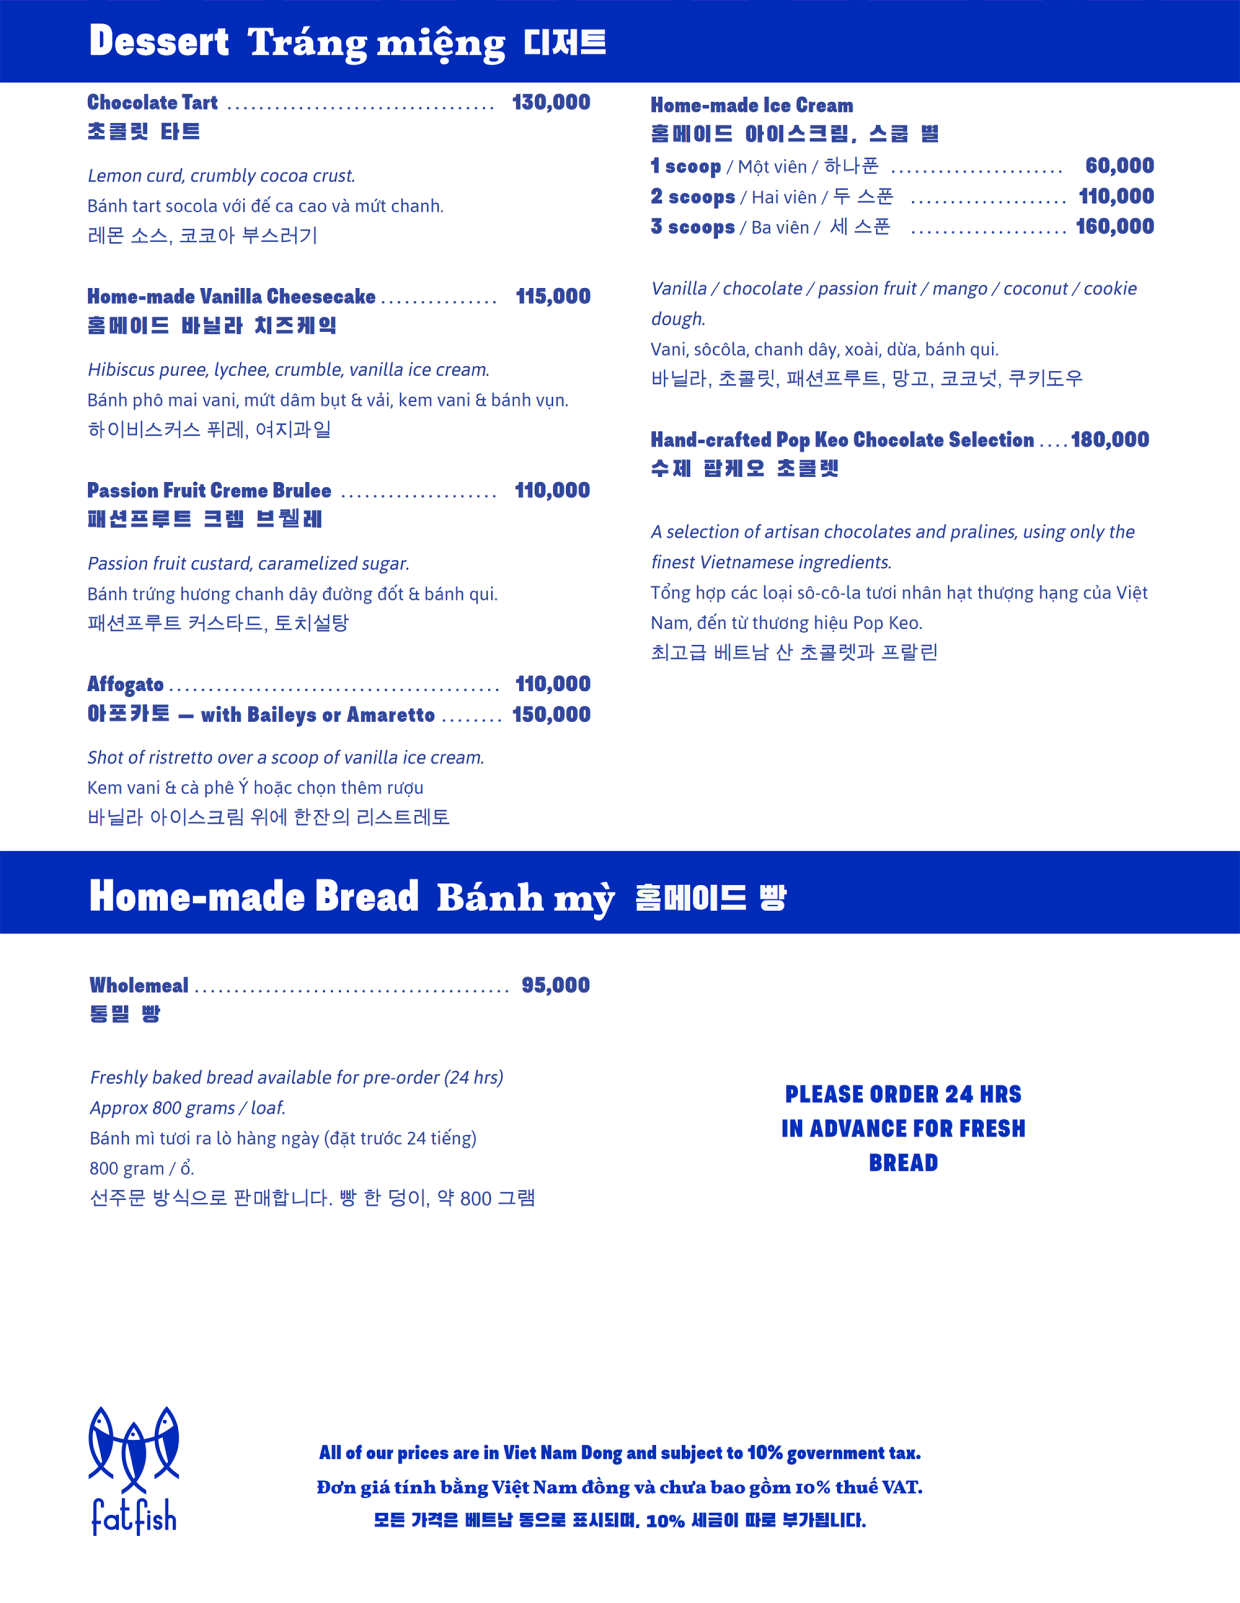 Dessert Tráng miệng 디저트
Chocolate Tart .................................. 130,000
초콜릿 타트
Lemon curd, crumbly cocoa crust.
Bánh tart socola với đế ca cao và mứt chanh.
레몬 소스, 코코아 부스러기
Home-made Vanilla Cheesecake ............... 115,000
홈메이드 바닐라 치즈케익
Hibiscus puree, lychee, crumble, vanilla ice cream.
Bánh phô mai vani, mứt dâm bụt & vải, kem vani & bánh vụn.
하이비스커스 퓌레, 여지과일
Passion Fruit Creme Brulee .................... 110,000
패션프루트 크렘 브륄레
Passion fruit custard, caramelized sugar.
Bánh trứng hương chanh dây đường đốt & bánh qui.
패션프루트 커스타드, 토치설탕
Affogato .......................................... 110,000
아포카토 — with Baileys or Amaretto ........ 150,000
Shot of ristretto over a scoop of vanilla ice cream.
Kem vani & cà phê Ý hoặc chọn thêm rượu
바닐라 아이스크림 위에 한잔의 리스트레토
Home-made Ice Cream
홈메이드 아이스크림, 스쿱 별
1 scoop / Một viên / 하나푼 ...................... 60,000
2 scoops / Hai viên / 두 스푼 .................... 110,000
3 scoops / Ba viên / 세 스푼 .................... 160,000
Vanilla / chocolate / passion fruit / mango / coconut / cookie
dough.
Vani, sôcôla, chanh dây, xoài, dừa, bánh qui.
바닐라, 초콜릿, 패션프루트, 망고, 코코넛, 쿠키도우
Hand-crafted Pop Keo Chocolate Selection ....180,000
수제 팝케오 초콜렛
A selection of artisan chocolates and pralines, using only the
finest Vietnamese ingredients.
Tổng hợp các loại sô-cô-la tươi nhân hạt thượng hạng của Việt
Nam, đến từ thương hiệu Pop Keo.
최고급 베트남 산 초콜렛과 프랄린
Home-made Bread Bánh mỳ 홈메이드 빵
Wholemeal ........................................ 95,000
통밀 빵
Freshly baked bread available for pre-order (24 hrs)
Approx 800 grams / loaf.
Bánh mì tươi ra lò hàng ngày (đặt trước 24 tiếng)
800 gram / ổ.
선주문 방식으로 판매합니다. 빵 한 덩이, 약 800 그램
PLEASE ORDER 24 HRS
IN ADVANCE FOR FRESH
BREAD
fatfish
All of our prices are in Viet Nam Dong and subject to 10% government tax.
Đơn giá tính bằng Việt Nam đồng và chưa bao gồm 10% thuế VAT.
모든 가격은 베트남 동으로 표시되며, 10% 세금이 따로 부가됩니다.